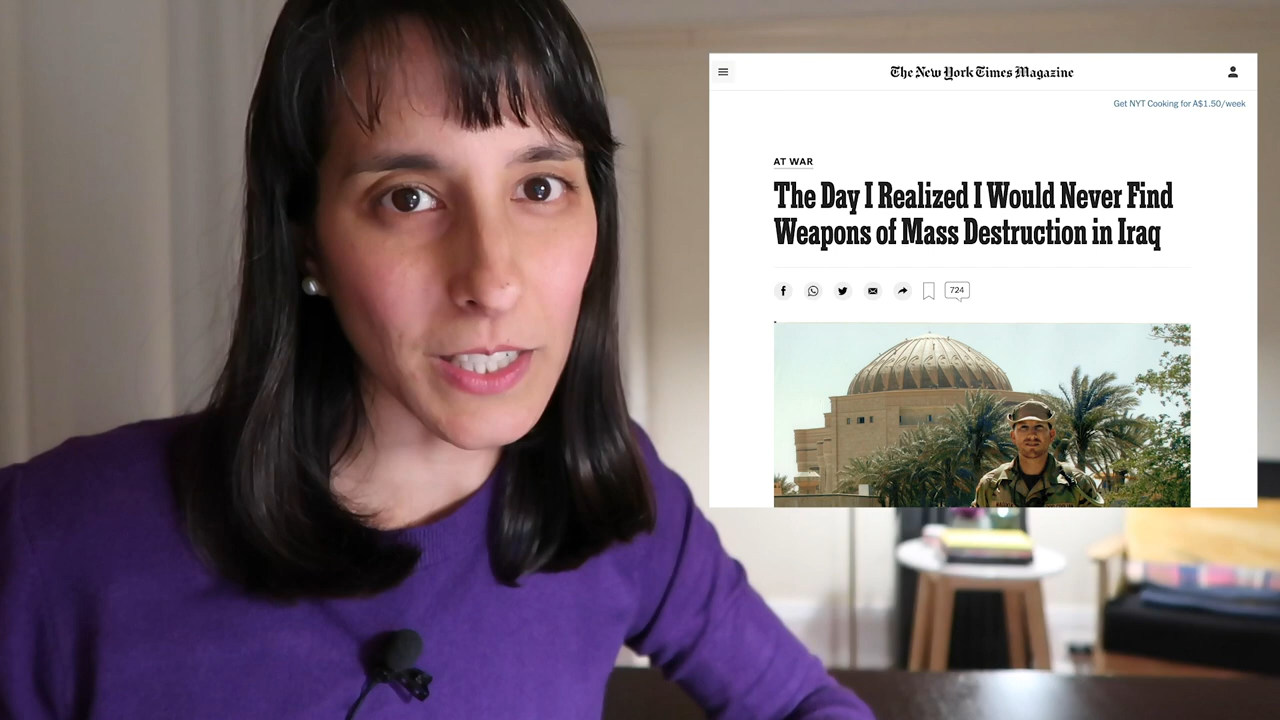 The New York Times Magazine
Get NYT Cooking for A$1.50/week
AT WAR
The Day I Realized I Would Never Find
Weapons of Mass Destruction in Iraq
724